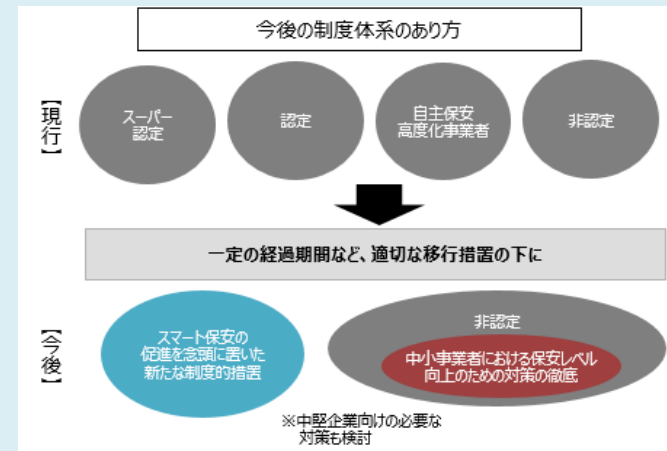 今後の制度体系のあり方
【現行】
スーパー
認定
認定
自主保安
高度化事業者
非認定
一定の経過期間など、適切な移行措置の下に
【今後】
スマート保安の
促進を念頭に置いた
新たな制度的措置
非認定
中小事業者における保安レベル
向上のための対策の徹底
※中堅企業向けの必要な
対策も検討